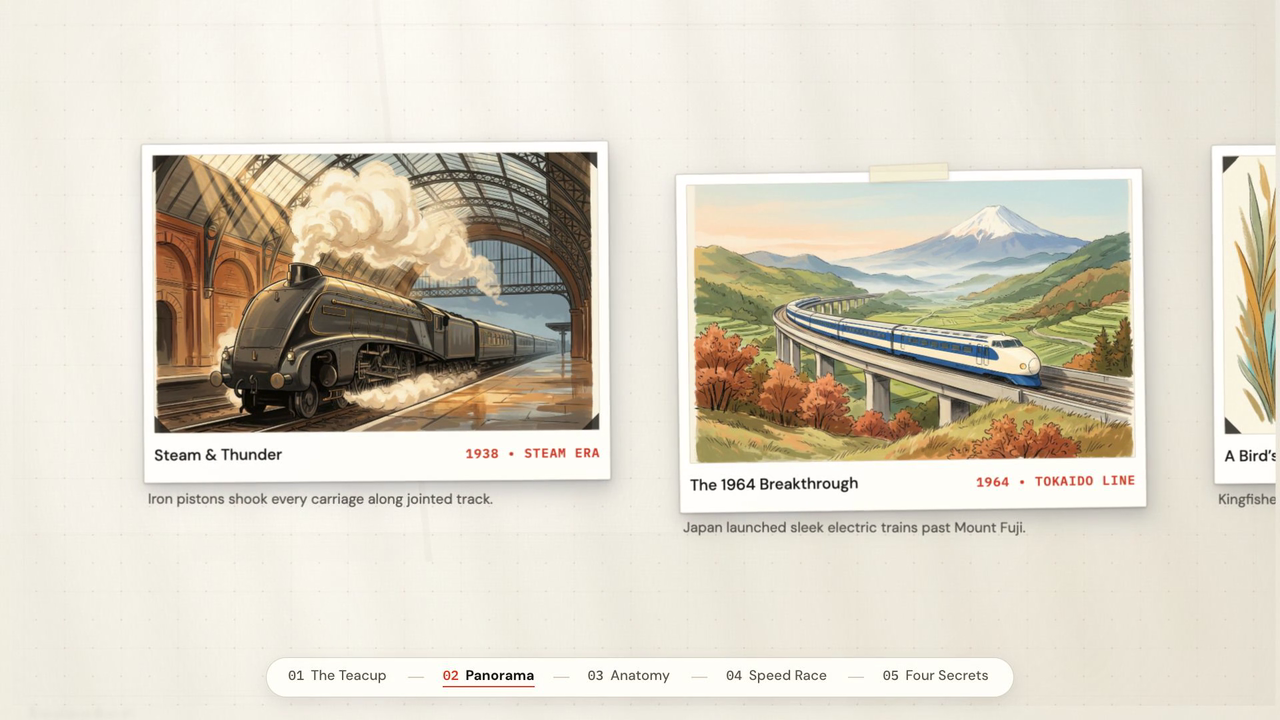 Steam & Thunder
1938 • STEAM ERA
Iron pistons shook every carriage along jointed track.
The 1964 Breakthrough
1964 • TOKAIDO LINE
Japan launched sleek electric trains past Mount Fuji.
A Bird's
01 The Teacup
02 Panorama
03 Anatomy
04 Speed Race
05 Four Secrets